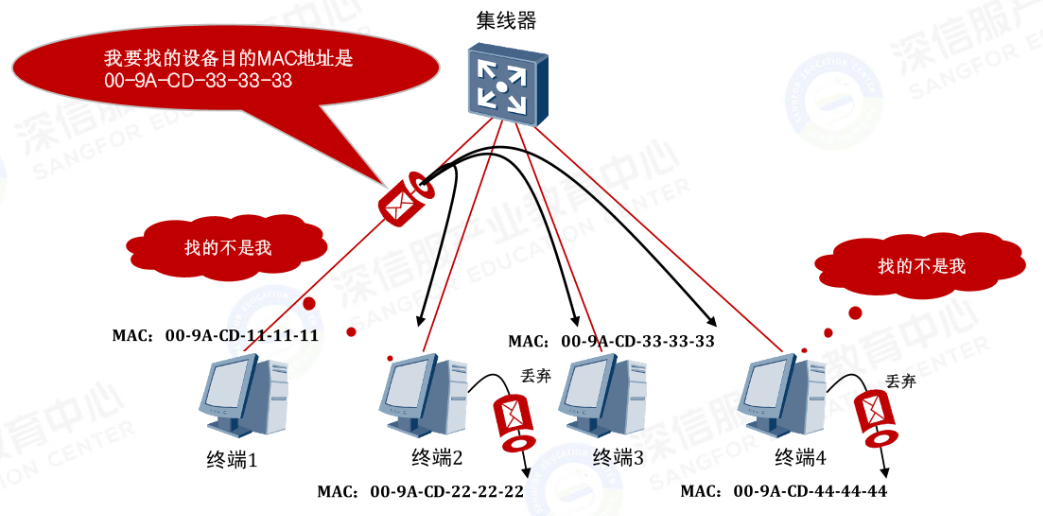 集线器
我要找的设备目的MAC地址是
00-9A-CD-33-33-33
找的不是我
找的不是我
MAC: 00-9A-CD-11-11-11
MAC: 00-9A-CD-33-33-33
丢弃
丢弃
终端1
终端2
终端3
终端4
MAC: 00-9A-CD-22-22-22
MAC: 00-9A-CD-44-44-44
深信服产业教育中心
SANGFOR EDUCATION CENTER